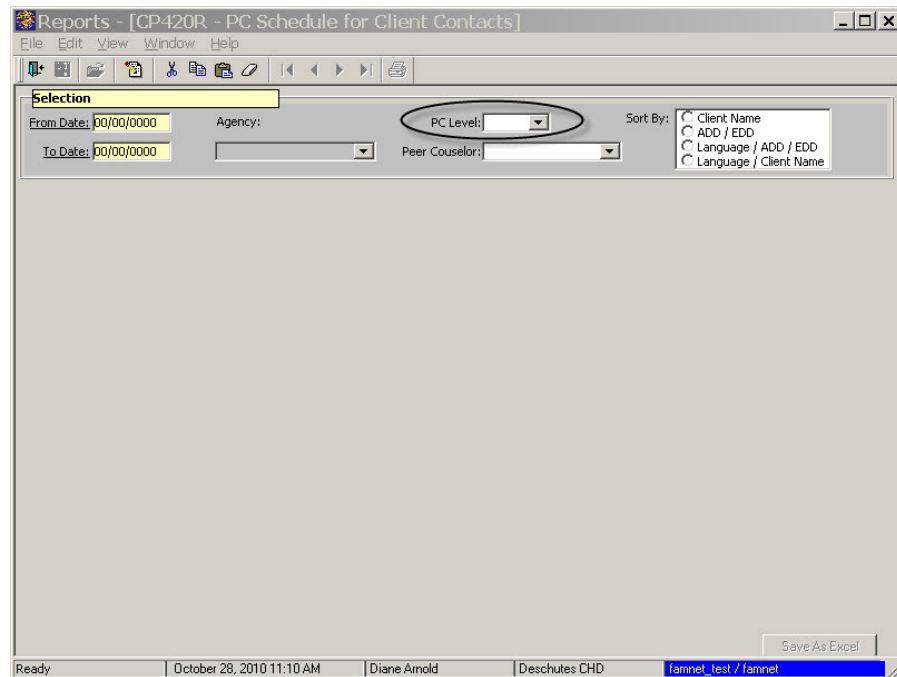 Reports - [CP420R - PC Schedule for Client Contacts]
File Edit View Window Help
Selection
From Date: 00/00/0000 Agency: PC Level: Sort By: Client Name
ADD / EDD
To Date: 00/00/0000 Peer Couselor: Language / ADD / EDD
Language / Client Name
Save As Excel
Ready October 28, 2010 11:10 AM Diane Arnold Deschutes CHD famnet_test / famnet